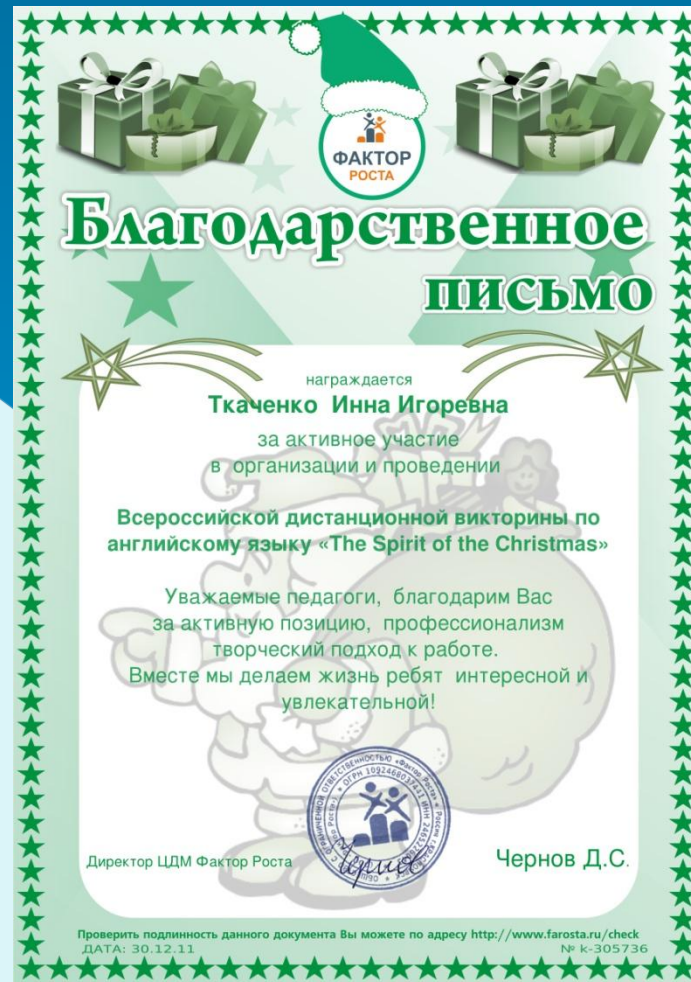 ФАКТОР
РОСТА
Благодарственное
письмо
награждается
Ткаченко Инна Игоревна
за активное участие
в организации и проведении
Всероссийской дистанционной викторины по
английскому языку «The Spirit of the Christmas»
Уважаемые педагоги, благодарим Вас
за активную позицию, профессионализм
творческий подход к работе.
Вместе мы делаем жизнь ребят интересной и
увлекательной!
Директор ЦДМ Фактор Роста
Чернов Д.С.
Проверить подлинность данного документа Вы можете по адресу http://www.farosta.ru/check
ДАТА: 30.12.11
№ k-305736